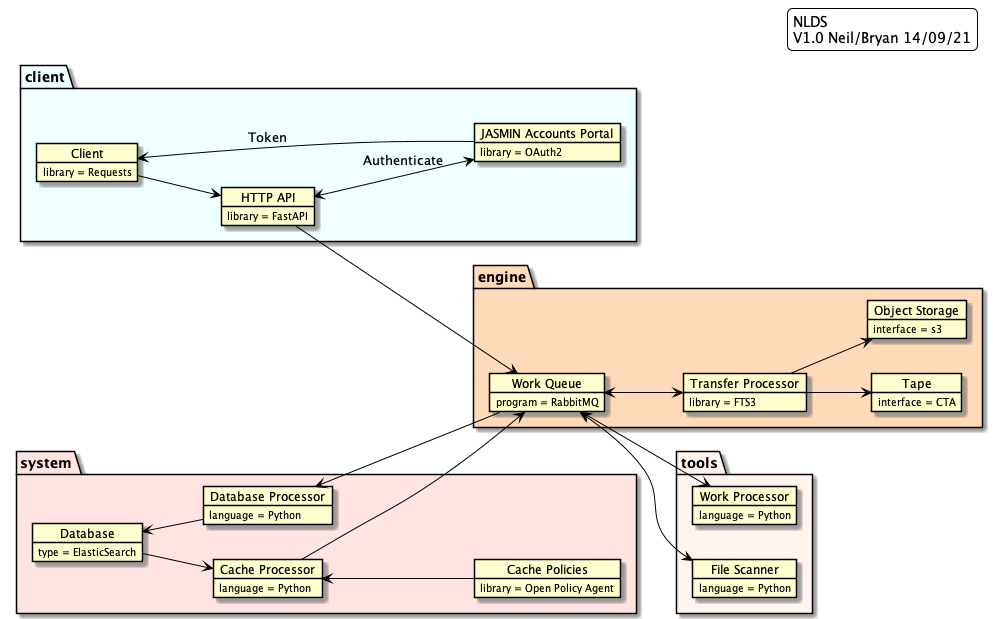 NLDS
V1.0 Neil/Bryan 14/09/21
client
Token
JASMIN Accounts Portal
library = OAuth2
Client
library = Requests
Authenticate
HTTP API
library = FastAPI
engine
Object Storage
interface = s3
Work Queue
program = RabbitMQ
Transfer Processor
library = FTS3
Tape
interface = CTA
system
Database Processor
language = Python
Database
type = ElasticSearch
Cache Processor
language = Python
Cache Policies
library = Open Policy Agent
tools
Work Processor
language = Python
File Scanner
language = Python